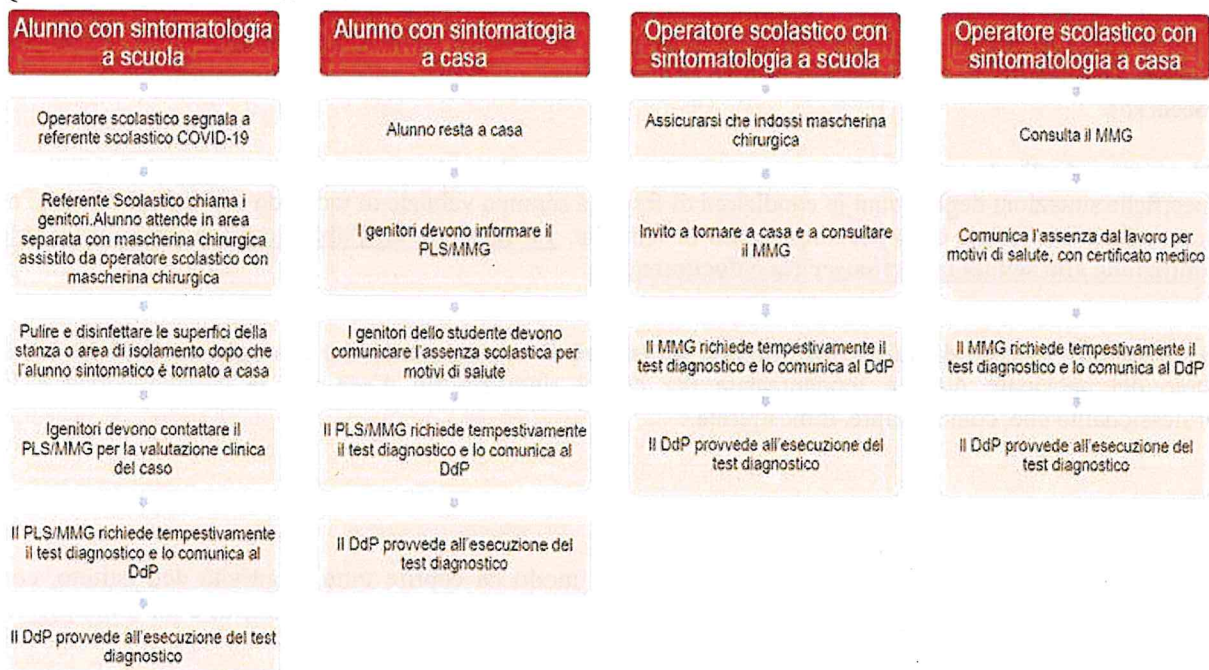 Alunno con sintomatologia
a scuola
Operatore scolastico segnala a
referente scolastico COVID-19
Referente Scolastico chiama i
genitori.Alunno attende in area
separata con mascherina chirurgica
assistito da operatore scolastico con
mascherina chirurgica
Pulire e disinfettare le superfici della
stanza o area di isolamento dopo che
l'alunno sintomatico è tornato a casa
Igenitori devono contattare il
PLS/MMG per la valutazione clinica
del caso
Il PLS/MMG richiede tempestivamente
il test diagnostico e lo comunica al
DdP
Il DdP provvede all'esecuzione del test
diagnostico
Alunno con sintomatogia
a casa
Alunno resta a casa
I genitori devono informare il
PLS/MMG
I genitori dello studente devono
comunicare l'assenza scolastica per
motivi di salute
Il PLS/MMG richiede tempestivamente
il test diagnostico e lo comunica al
DdP
Il DdP provvede all'esecuzione del
test diagnostico
Operatore scolastico con
sintomatologia a scuola
Assicurarsi che indossi mascherina
chirurgica
Invito a tornare a casa e a consultare
il MMG
Il MMG richiede tempestivamente il
test diagnostico e lo comunica al DdP
Il DdP provvede all'esecuzione del
test diagnostico
Operatore scolastico con
sintomatologia a casa
Consulta il MMG
Comunica l'assenza dal lavoro per
motivi di salute, con certificato medico
Il MMG richiede tempestivamente il
test diagnostico e lo comunica al DdP
Il DdP provvede all'esecuzione del
test diagnostico